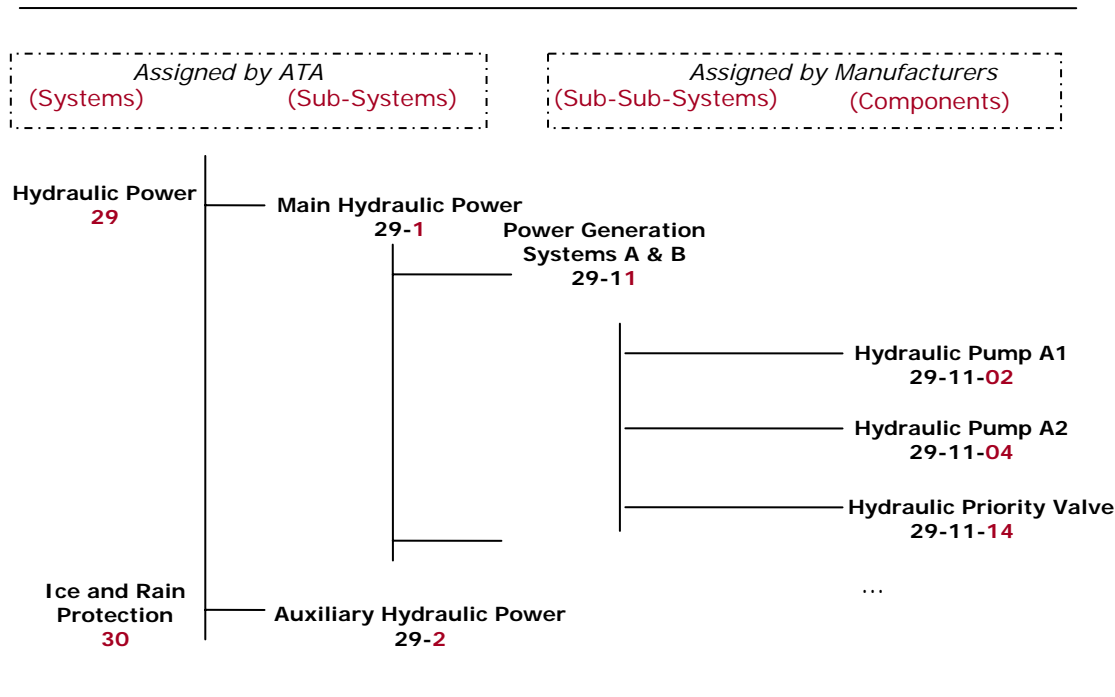 Assigned by ATA
(Systems) (Sub-Systems)
Assigned by Manufacturers
(Sub-Sub-Systems) (Components)
Hydraulic Power
29
Main Hydraulic Power
29-1
Power Generation
Systems A & B
29-11
Hydraulic Pump A1
29-11-02
Hydraulic Pump A2
29-11-04
Hydraulic Priority Valve
29-11-14
...
Ice and Rain
Protection
30
Auxiliary Hydraulic Power
29-2